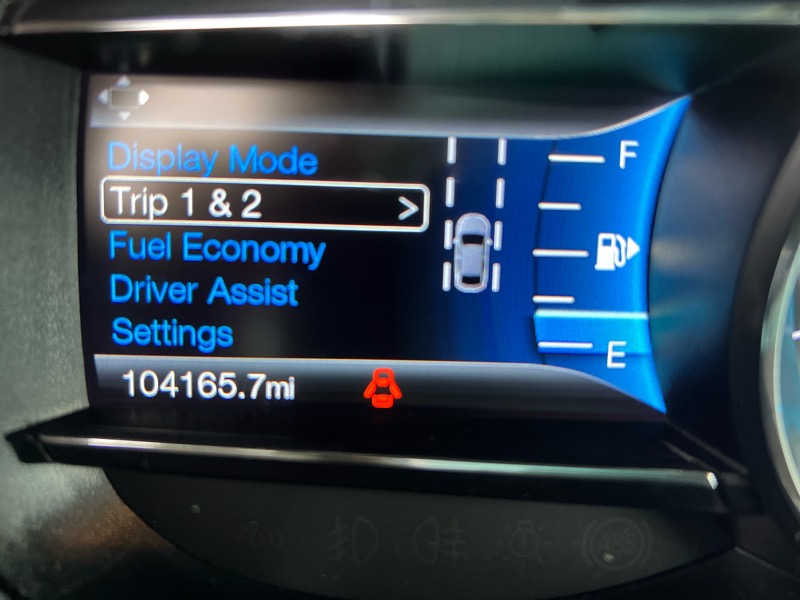 Display Mode
Trip 1 & 2 >
Fuel Economy
Driver Assist
Settings
104165.7mi
F
E